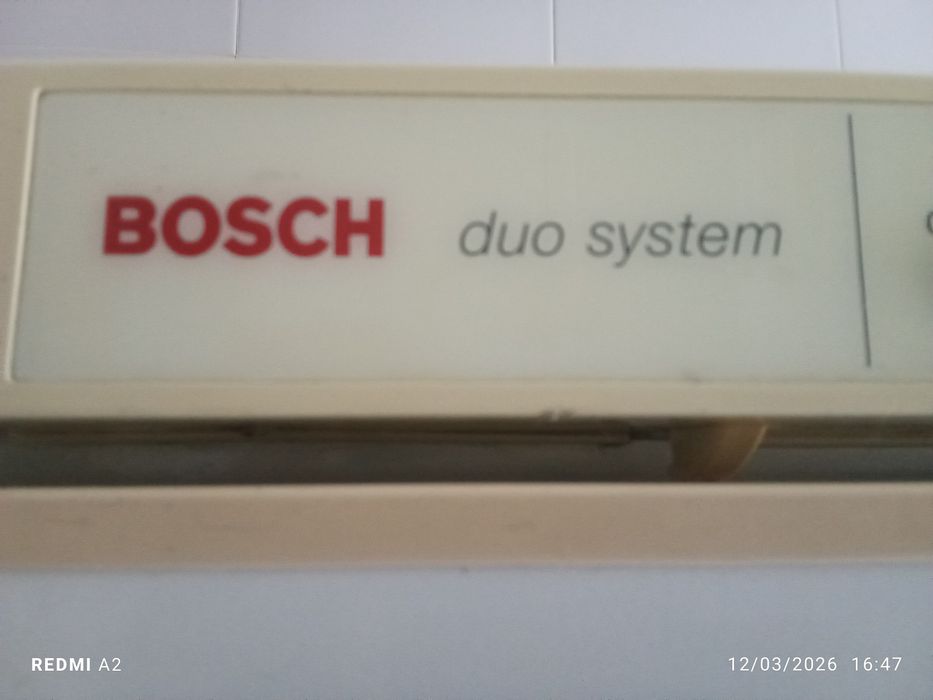 BOSCH duo system
REDMI A2 12/03/2026 16:47